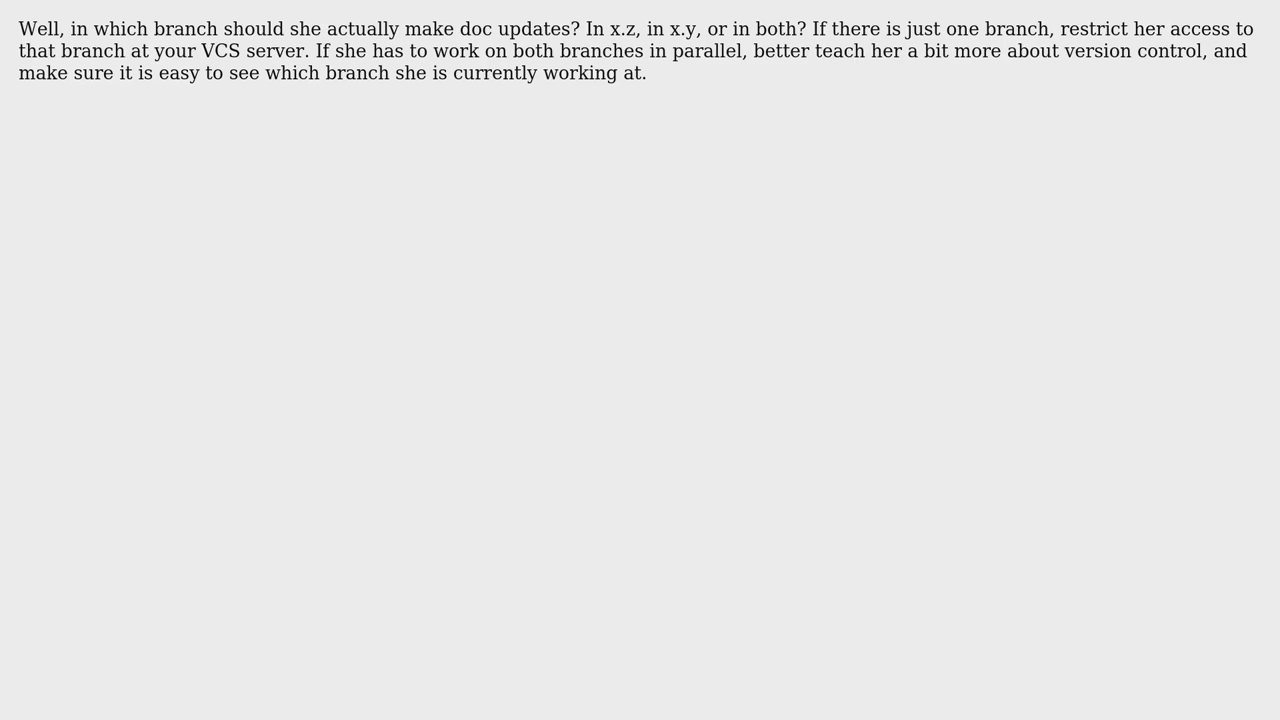 Well, in which branch should she actually make doc updates? In x.z, in x.y, or in both? If there is just one branch, restrict her access to
that branch at your VCS server. If she has to work on both branches in parallel, better teach her a bit more about version control, and
make sure it is easy to see which branch she is currently working at.